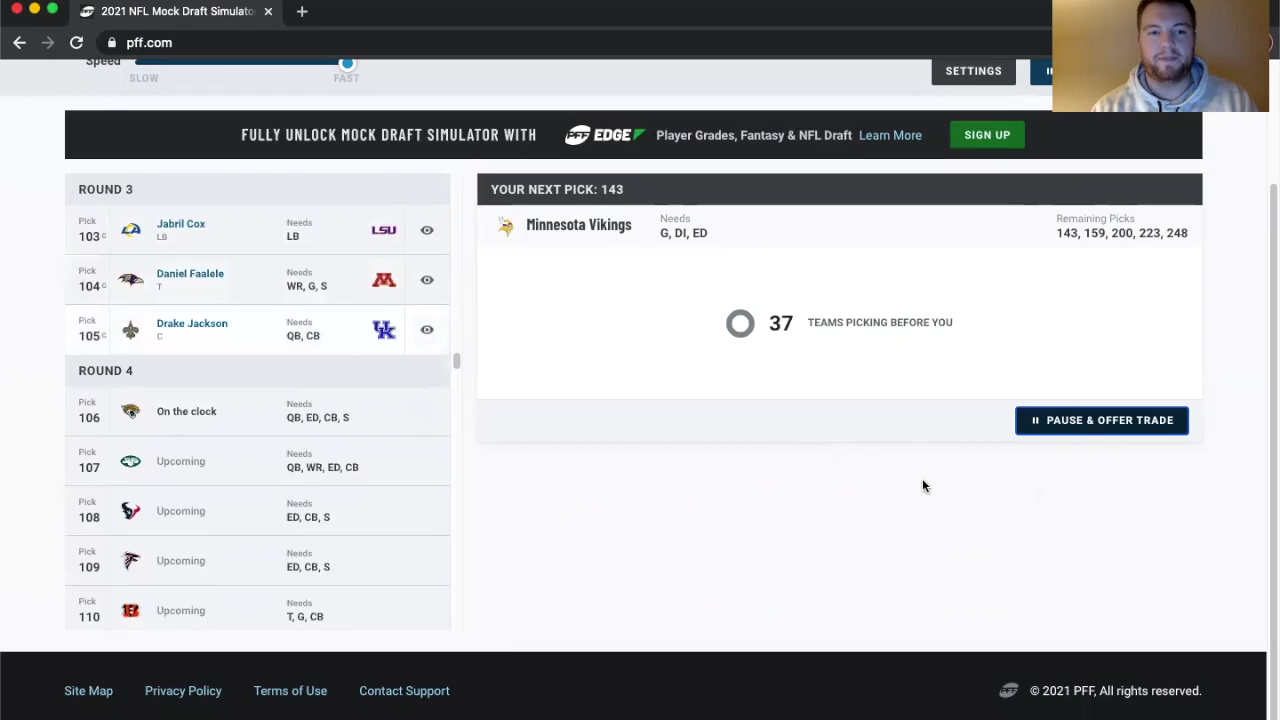 2021 NFL Mock Draft Simulator
pff.com
Speed
SLOW
FAST
SETTINGS
FULLY UNLOCK MOCK DRAFT SIMULATOR WITH PFF EDGE Player Grades, Fantasy & NFL Draft Learn More SIGN UP
ROUND 3
Pick 103 C Jabril Cox LB Needs LB LSU
Pick 104 C Daniel Faalele T Needs WR, G, S M
Pick 105 C Drake Jackson C Needs QB, CB UK
ROUND 4
Pick 106 On the clock Needs QB, ED, CB, S
Pick 107 Upcoming Needs QB, WR, ED, CB
Pick 108 Upcoming Needs ED, CB, S
Pick 109 Upcoming Needs ED, CB, S
Pick 110 Upcoming Needs T, G, CB
YOUR NEXT PICK: 143
Minnesota Vikings
Needs
G, DI, ED
Remaining Picks
143, 159, 200, 223, 248
37 TEAMS PICKING BEFORE YOU
PAUSE & OFFER TRADE
Site Map Privacy Policy Terms of Use Contact Support
PFF © 2021 PFF, All rights reserved.